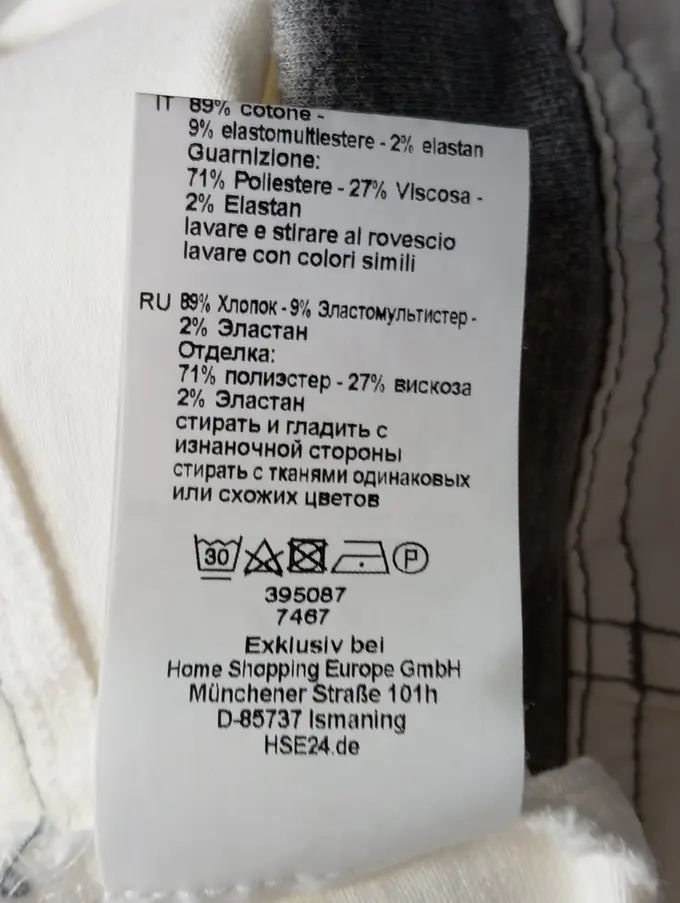 IT 89% cotone -
9% elastomultiestere - 2% elastan
Guarnizione:
71% Poliestere - 27% Viscosa -
2% Elastan
lavare e stirare al rovescio
lavare con colori simili
RU 89% Хлопок - 9% Эластомультистер -
2% Эластан
Отделка:
71% полиэстер - 27% вискоза
2% Эластан
стирать и гладить с
изнаночной стороны
стирать с тканями одинаковых
или схожих цветов
30 P
395087
7467
Exklusiv bei
Home Shopping Europe GmbH
Münchener Straße 101h
D-85737 Ismaning
HSE24.de